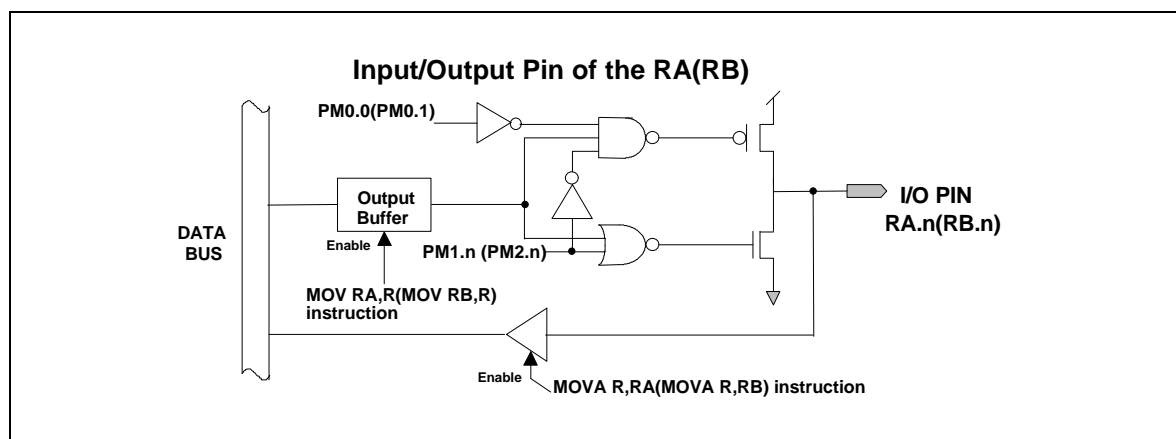 Input/Output Pin of the RA(RB)
PM0.0(PM0.1)
Output
Buffer
Enable
DATA
BUS
PM1.n (PM2.n)
I/O PIN
RA.n(RB.n)
MOV RA,R(MOV RB,R)
instruction
Enable
MOVA R,RA(MOVA R,RB) instruction